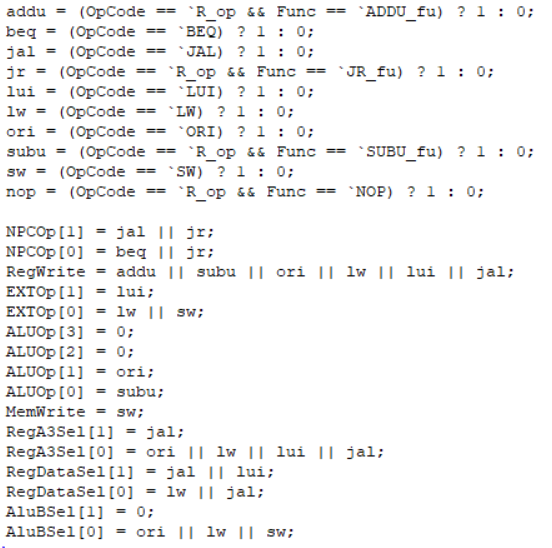 addu = (OpCode == `R_op && Func == `ADDU_fu) ? 1 : 0;
beq = (OpCode == `BEQ) ? 1 : 0;
jal = (OpCode == `JAL) ? 1 : 0;
jr = (OpCode == `R_op && Func == `JR_fu) ? 1 : 0;
lui = (OpCode == `LUI) ? 1 : 0;
lw = (OpCode == `LW) ? 1 : 0;
ori = (OpCode == `ORI) ? 1 : 0;
subu = (OpCode == `R_op && Func == `SUBU_fu) ? 1 : 0;
sw = (OpCode == `SW) ? 1 : 0;
nop = (OpCode == `R_op && Func == `NOP) ? 1 : 0;

NPCOp[1] = jal || jr;
NPCOp[0] = beq || jr;
RegWrite = addu || subu || ori || lw || lui || jal;
EXTOp[1] = lui;
EXTOp[0] = lw || sw;
ALUOp[3] = 0;
ALUOp[2] = 0;
ALUOp[1] = ori;
ALUOp[0] = subu;
MemWrite = sw;
RegA3Sel[1] = jal;
RegA3Sel[0] = ori || lw || lui || jal;
RegDataSel[1] = jal || lui;
RegDataSel[0] = lw || jal;
AluBSel[1] = 0;
AluBSel[0] = ori || lw || sw;